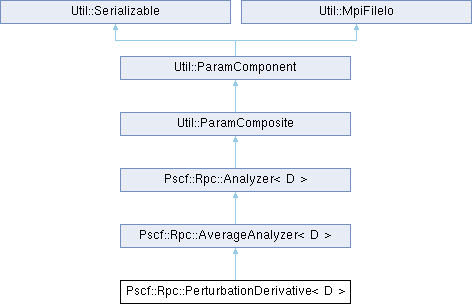 Util::Serializable
Util::MpiFileIo
Util::ParamComponent
Util::ParamComposite
Pscf::Rpc::Analyzer< D >
Pscf::Rpc::AverageAnalyzer< D >
Pscf::Rpc::PerturbationDerivative< D >